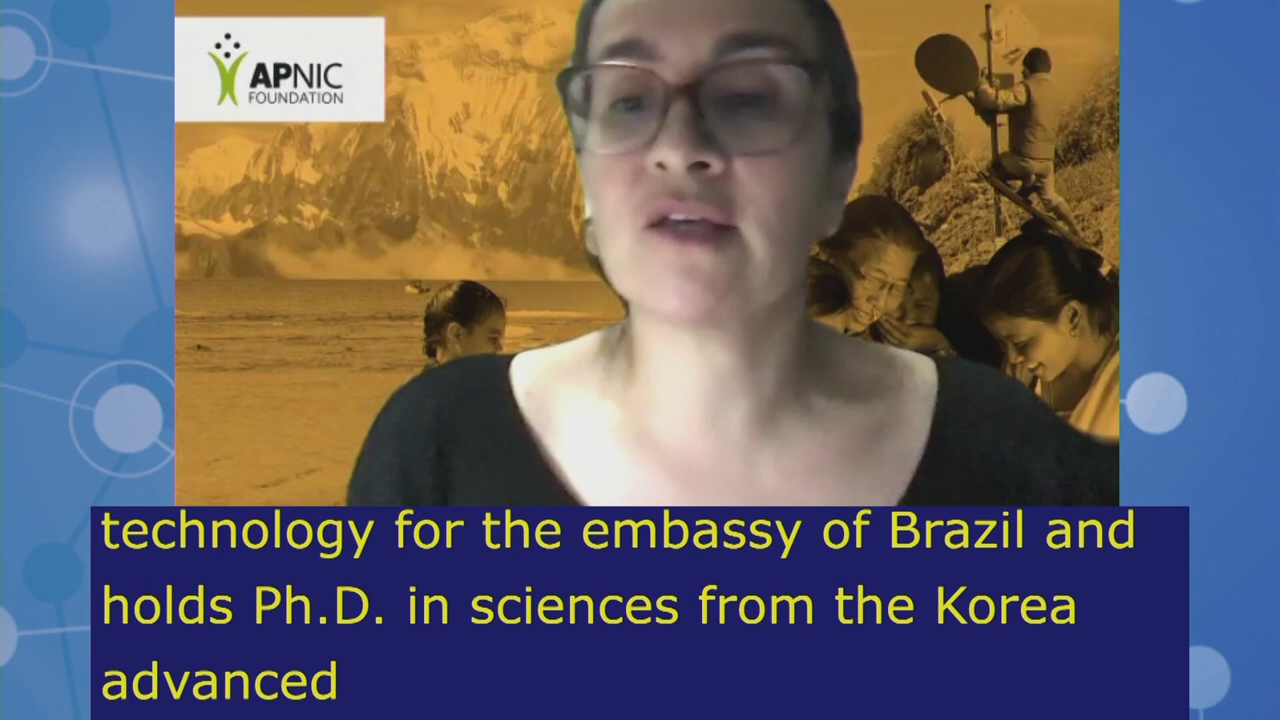 APNIC
FOUNDATION
technology for the embassy of Brazil and
holds Ph.D. in sciences from the Korea
advanced